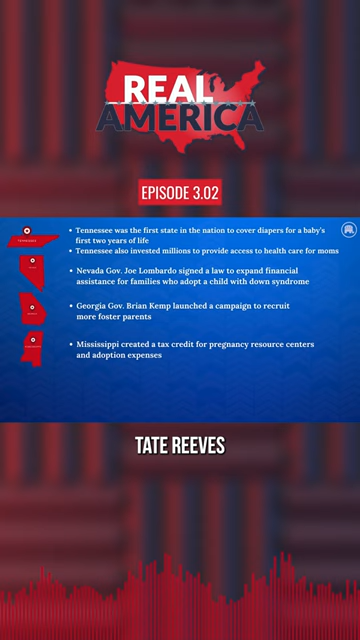 REAL
AMERICA
EPISODE 3.02
• Tennessee was the first state in the nation to cover diapers for a baby's
first two years of life
• Tennessee also invested millions to provide access to health care for moms
• Nevada Gov. Joe Lombardo signed a law to expand financial
assistance for families who adopt a child with down syndrome
• Georgia Gov. Brian Kemp launched a campaign to recruit
more foster parents
• Mississippi created a tax credit for pregnancy resource centers
and adoption expenses
TATE REEVES